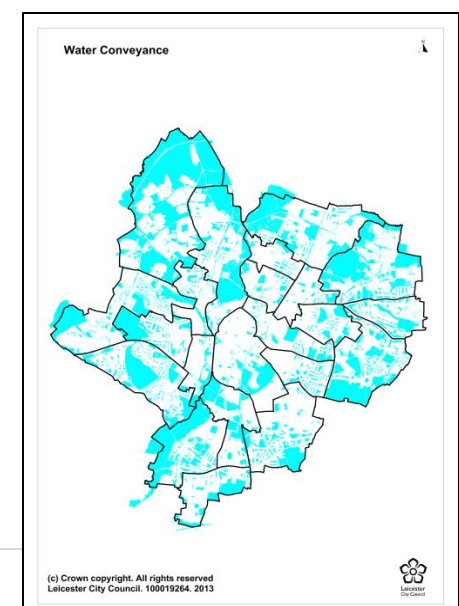 Water Conveyance
N
(c) Crown copyright. All rights reserved
Leicester City Council. 100019264. 2013
Leicester
City Council